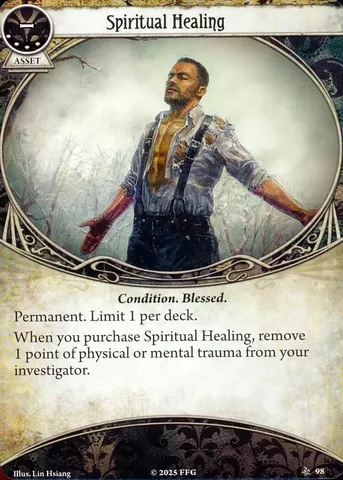 Spiritual Healing
ASSET
Condition. Blessed.
Permanent. Limit 1 per deck.
When you purchase Spiritual Healing, remove
1 point of physical or mental trauma from your
investigator.
Illus. Lin Hsiang
© 2025 FFG
98